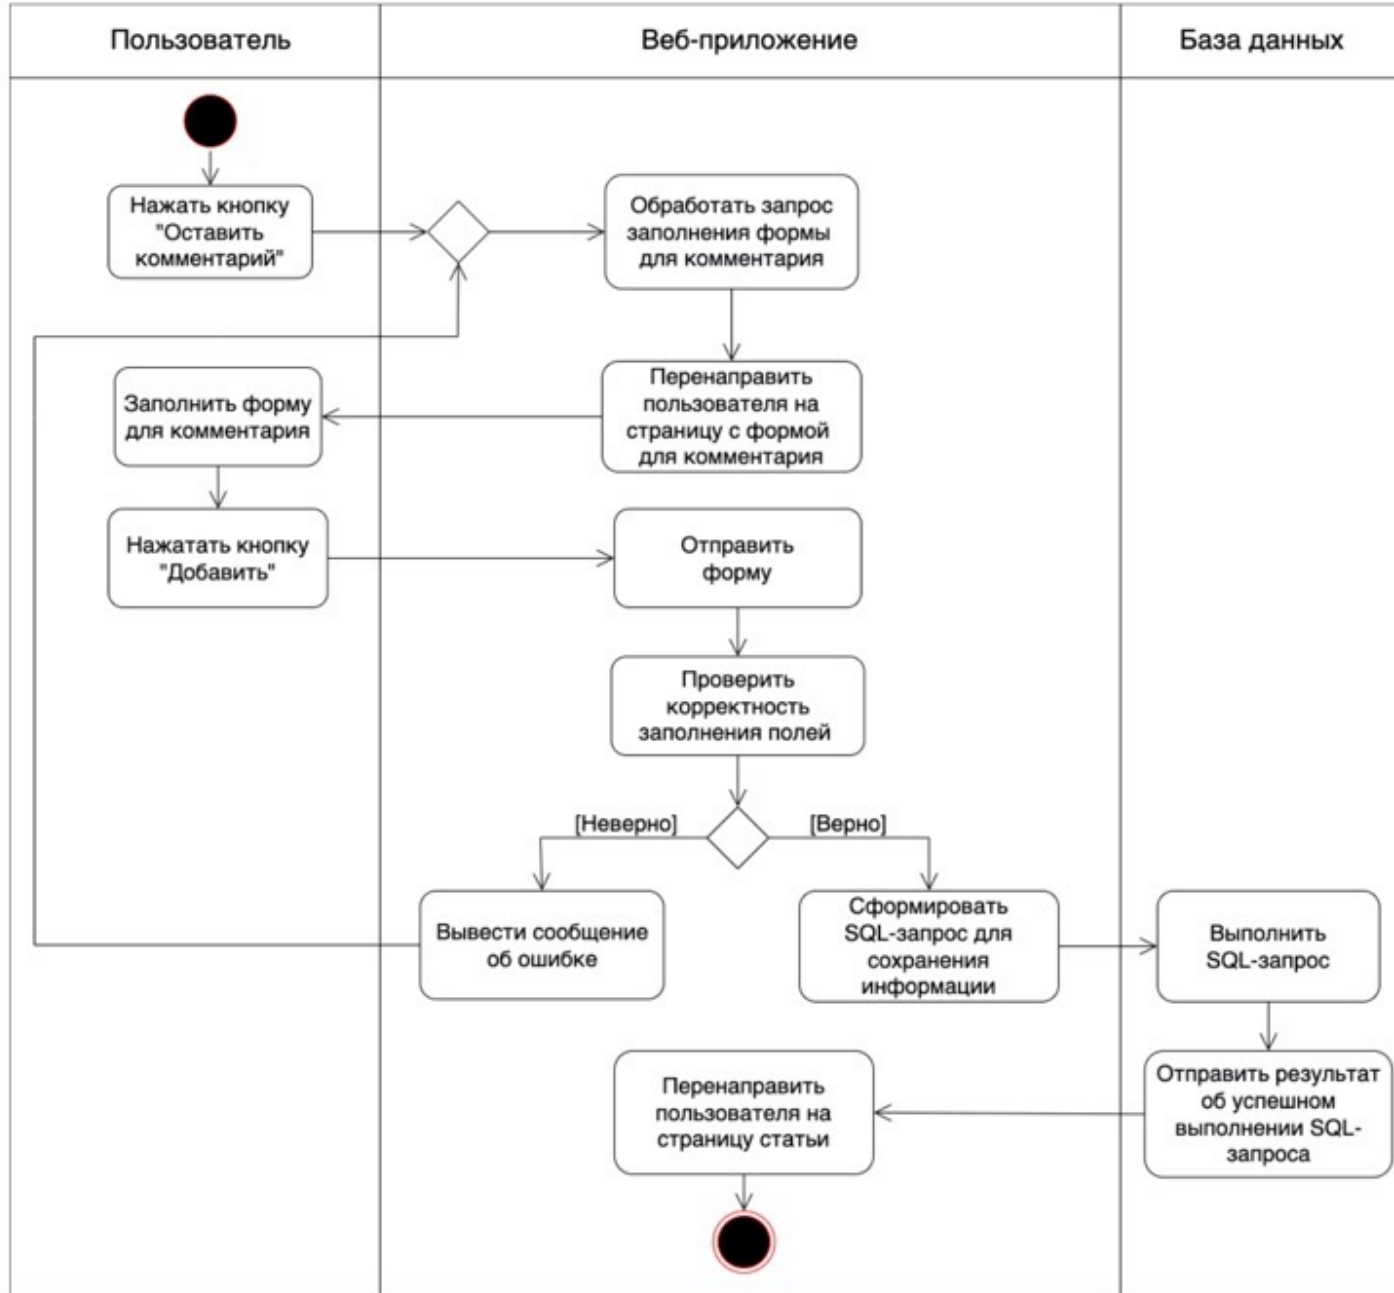 Пользователь
Веб-приложение
База данных
Нажать кнопку
"Оставить
комментарий"
Обработать запрос
заполнения формы
для комментария
Перенаправить
пользователя на
страницу с формой
для комментария
Заполнить форму
для комментария
Нажатать кнопку
"Добавить"
Отправить
форму
Проверить
корректность
заполнения полей
[Неверно]
[Верно]
Вывести сообщение
об ошибке
Сформировать
SQL-запрос для
сохранения
информации
Выполнить
SQL-запрос
Отправить результат
об успешном
выполнении SQL-
запроса
Перенаправить
пользователя на
страницу статьи